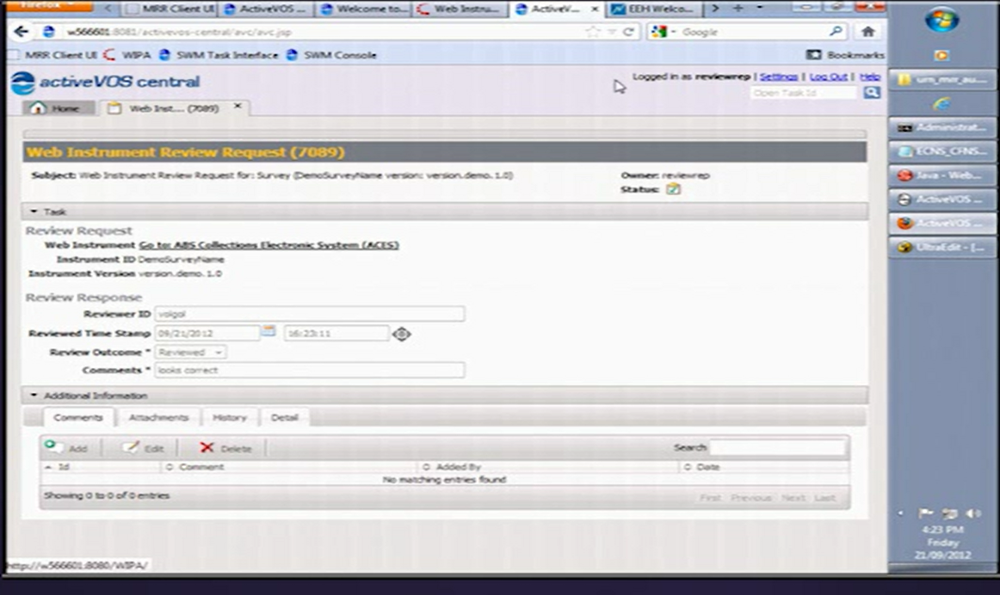 Firefox
MRR Client UI
ActiveVOS ...
Welcome to...
Web Instru...
ActiveV... ×
EEH Welco...
w566601:8081/activevos-central/avc/avc.jsp
Google
MRR Client UI
WIPA
SWM Task Interface
SWM Console
Bookmarks
activeVOS central
Logged in as reviewrep | Settings | Log Out | Help
Open Task Id
Home
Web Inst.... (7089) ×
Web Instrument Review Request (7089)
Subject: Web Instrument Review Request for: Survey (DemoSurveyName version: version.demo.1.0)
Owner: reviewrep
Status:
Task
Review Request
Web Instrument Go to: ABS Collections Electronic System (ACES)
Instrument ID DemoSurveyName
Instrument Version version.demo.1.0
Review Response
Reviewer ID volgol
Reviewed Time Stamp 09/21/2012 16:23:11
Review Outcome * Reviewed
Comments * looks correct
Additional Information
Comments Attachments History Detail
Add Edit Delete
Search
Id Comment Added By Date
No matching entries found
Showing 0 to 0 of 0 entries
First Previous Next Last
http://w566601:8080/WIPA/
Administrat...
ECNS_CFNS...
Java - Web...
ActiveVOS ...
ActiveVOS ...
UltraEdit - [...
4:23 PM
Friday
21/09/2012